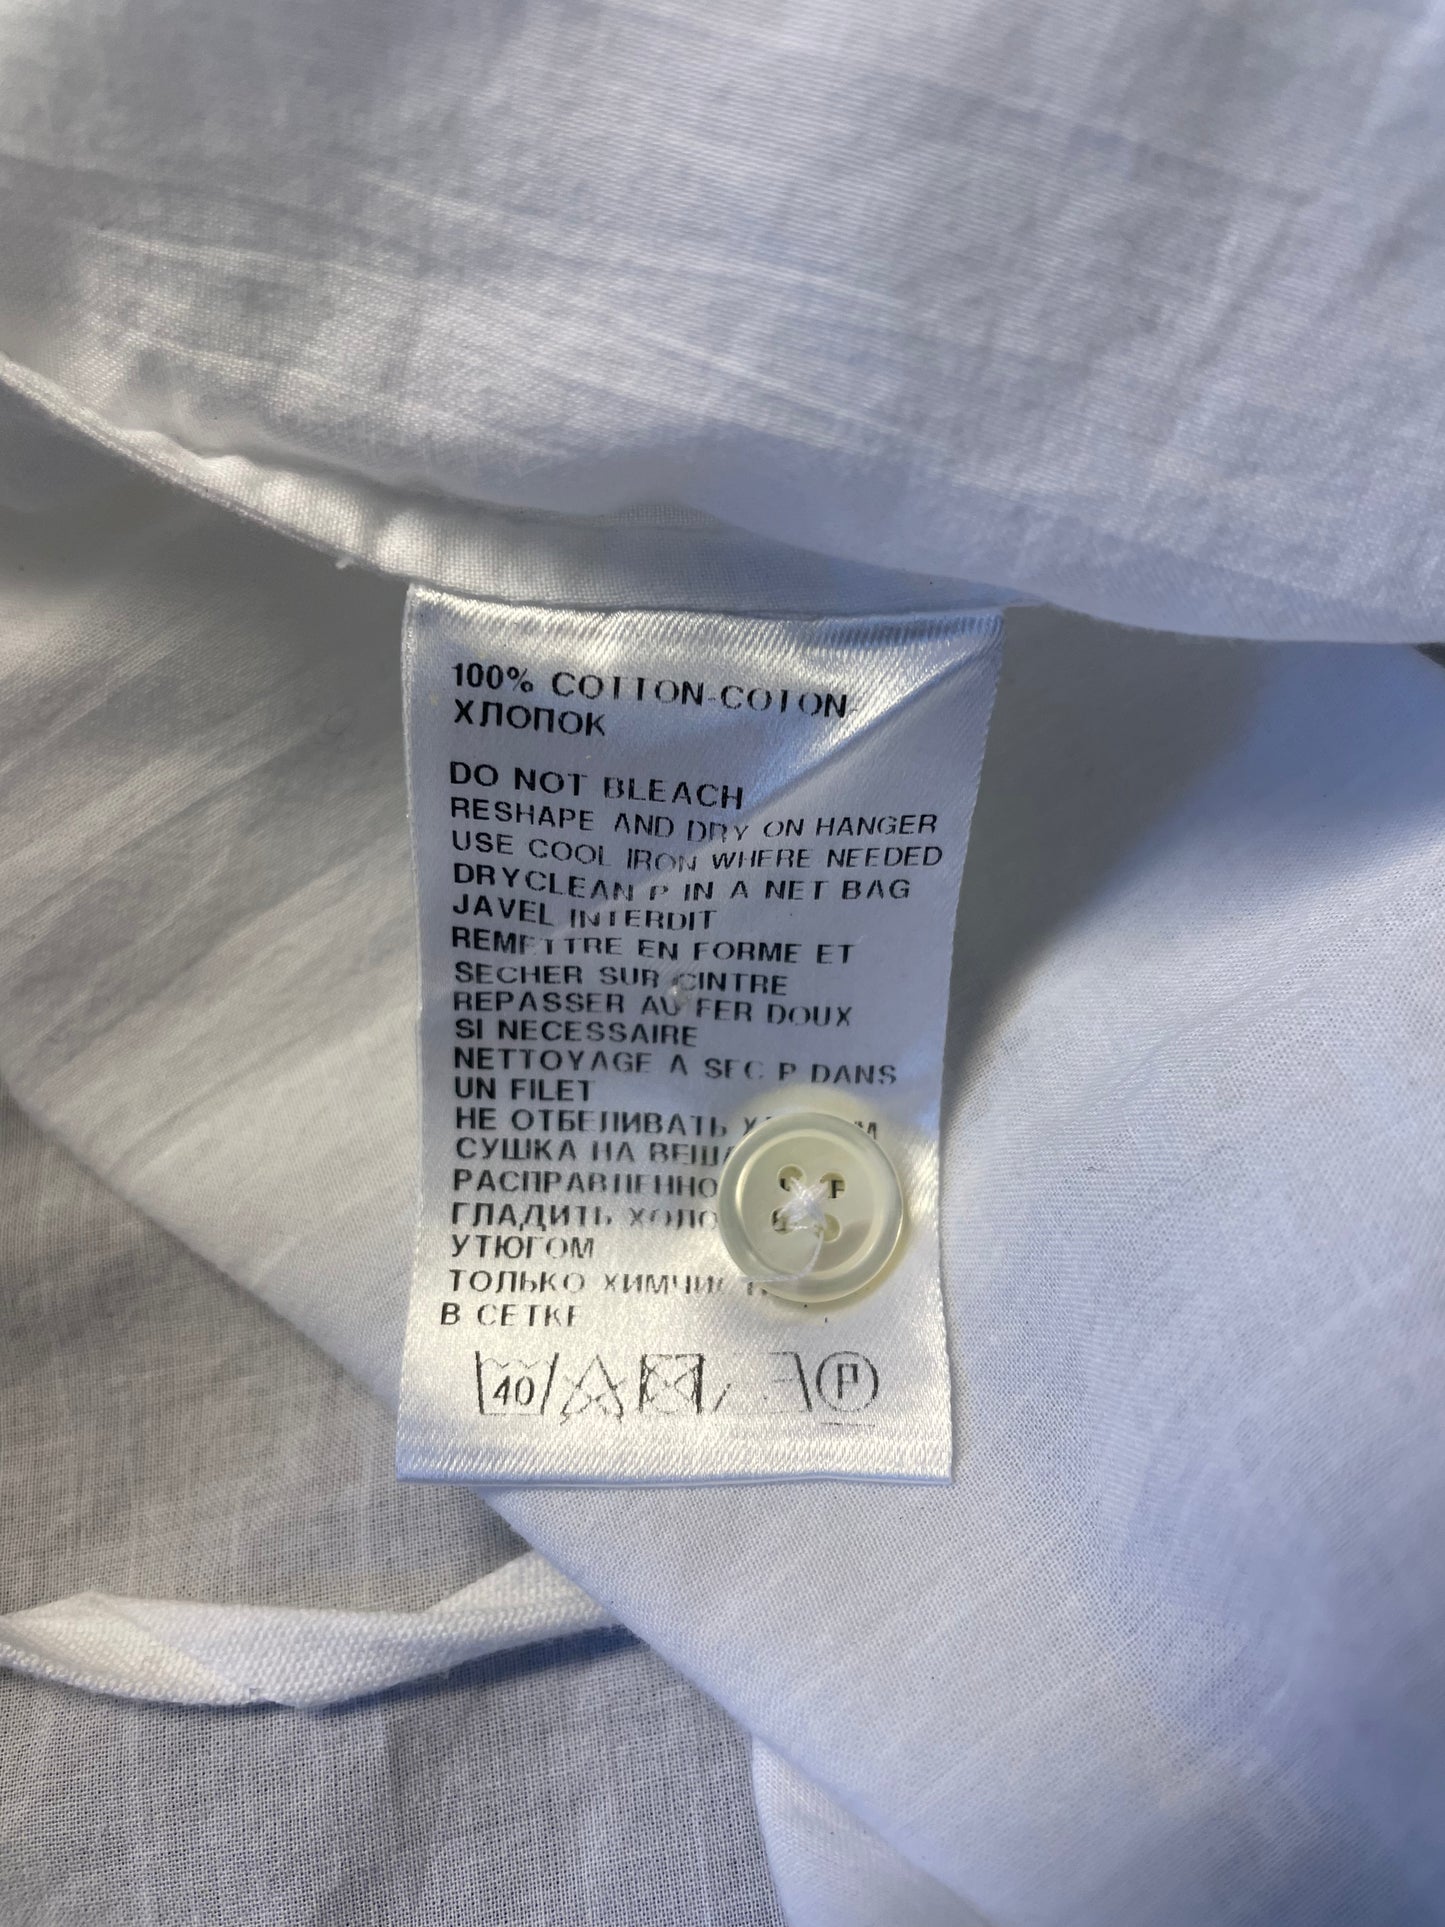 100% COTTON-COTON-
ХЛОПОК
DO NOT BLEACH
RESHAPE AND DRY ON HANGER
USE COOL IRON WHERE NEEDED
DRYCLEAN P IN A NET BAG
JAVEL INTERDIT
REMETTRE EN FORME ET
SECHER SUR CINTRE
REPASSER AU FER DOUX
SI NECESSAIRE
NETTOYAGE A SEC P DANS
UN FILET
НЕ ОТБЕЛИВАТЬ
СУШКА НА
РАСПРАВЛЕННО
ГЛАДИТЬ
УТЮГОМ
ТОЛЬКО
В СЕТКЕ
40 P